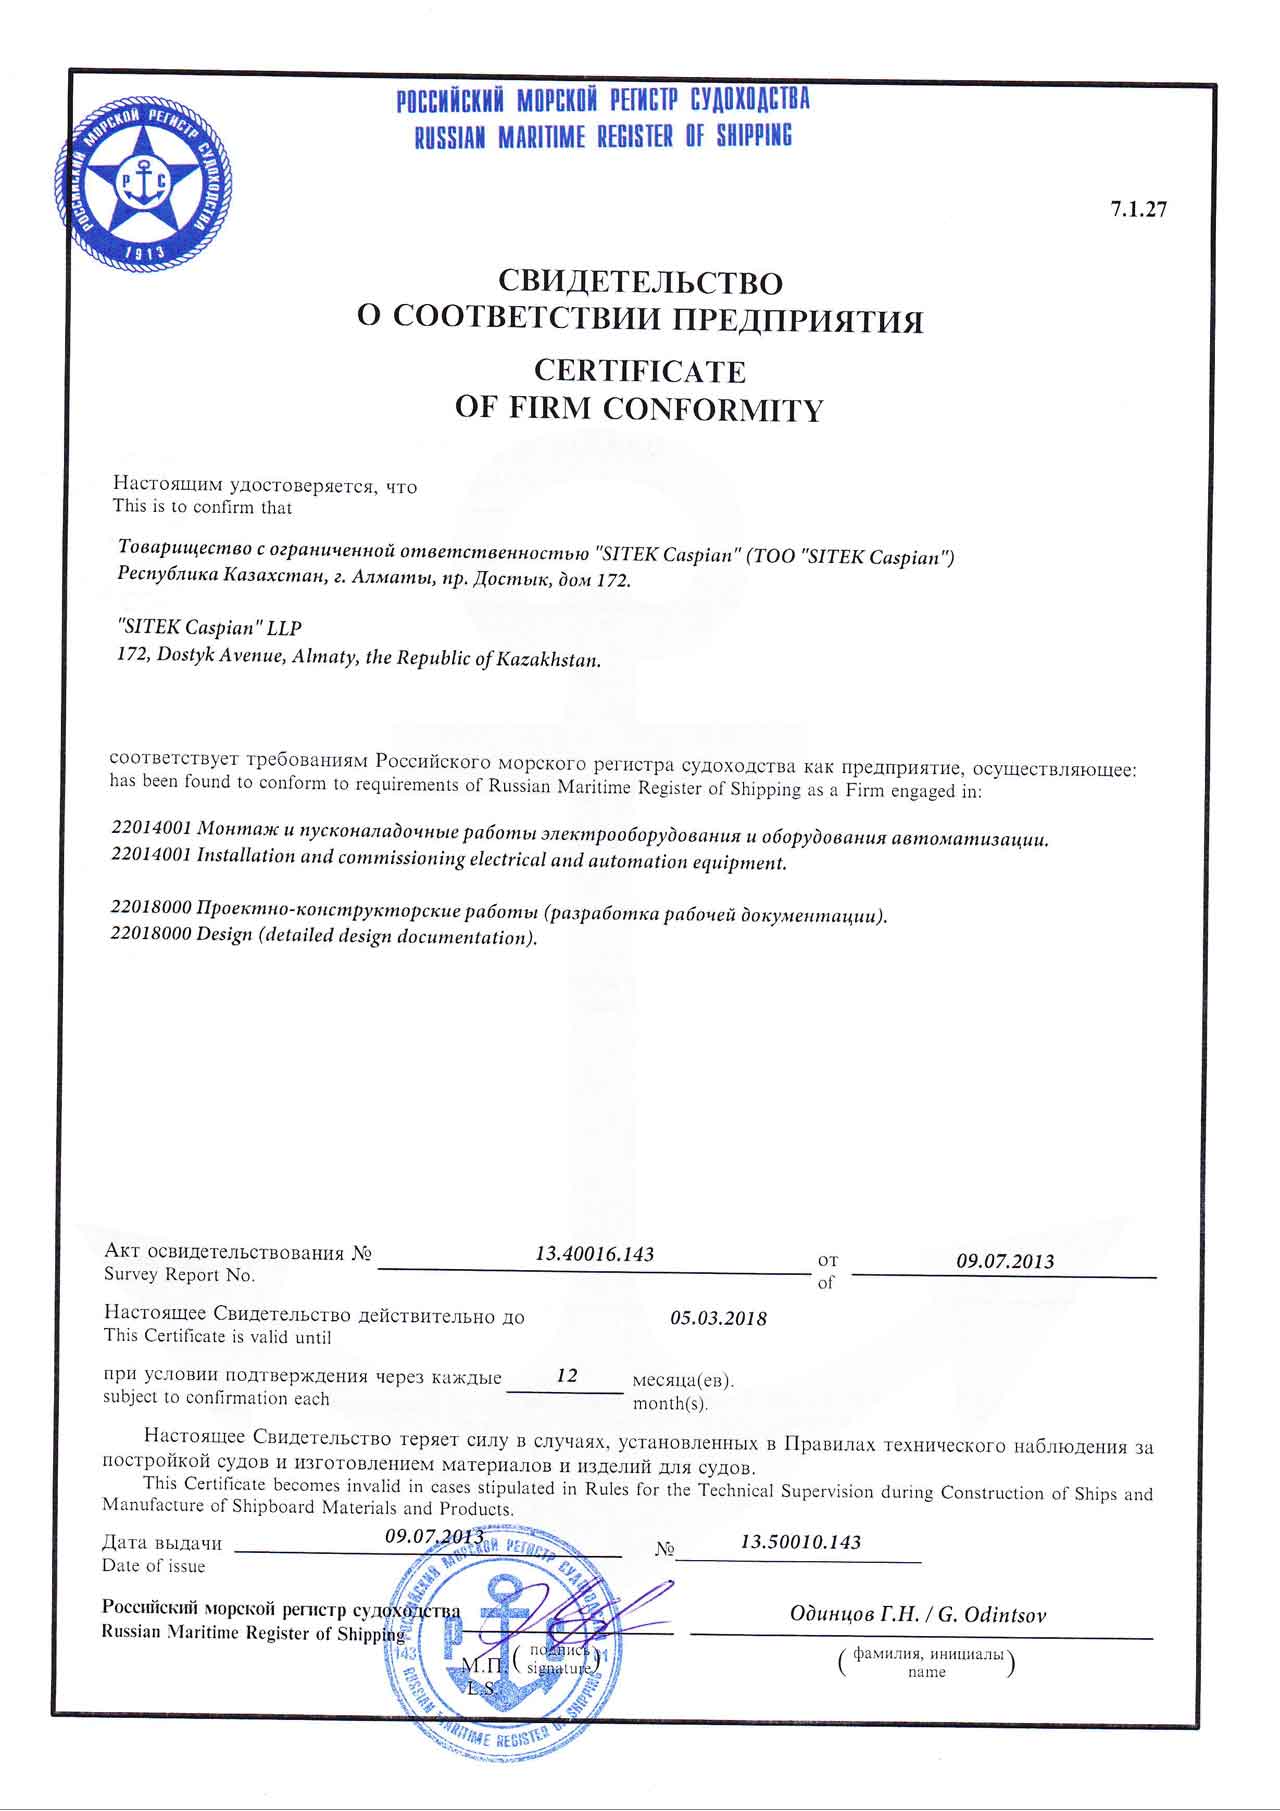 РОССИЙСКИЙ МОРСКОЙ РЕГИСТР СУДОХОДСТВА
RUSSIAN MARITIME REGISTER OF SHIPPING
РОССИЙСКИЙ МОРСКОЙ РЕГИСТР СУДОХОДСТВА
Р С
1913
7.1.27
СВИДЕТЕЛЬСТВО
О СООТВЕТСТВИИ ПРЕДПРИЯТИЯ
CERTIFICATE
OF FIRM CONFORMITY
Настоящим удостоверяется, что
This is to confirm that
Товарищество с ограниченной ответственностью "SITEK Caspian" (ТОО "SITEK Caspian")
Республика Казахстан, г. Алматы, пр. Достык, дом 172.
"SITEK Caspian" LLP
172, Dostyk Avenue, Almaty, the Republic of Kazakhstan.
соответствует требованиям Российского морского регистра судоходства как предприятие, осуществляющее:
has been found to conform to requirements of Russian Maritime Register of Shipping as a Firm engaged in:
22014001 Монтаж и пусконаладочные работы электрооборудования и оборудования автоматизации.
22014001 Installation and commissioning electrical and automation equipment.
22018000 Проектно-конструкторские работы (разработка рабочей документации).
22018000 Design (detailed design documentation).
Акт освидетельствования № 13.40016.143 от 09.07.2013
Survey Report No. of
Настоящее Свидетельство действительно до 05.03.2018
This Certificate is valid until
при условии подтверждения через каждые 12 месяца(ев).
subject to confirmation each month(s).
Настоящее Свидетельство теряет силу в случаях, установленных в Правилах технического наблюдения за
постройкой судов и изготовлением материалов и изделий для судов.
This Certificate becomes invalid in cases stipulated in Rules for the Technical Supervision during Construction of Ships and
Manufacture of Shipboard Materials and Products.
Дата выдачи 09.07.2013 № 13.50010.143
Date of issue
Российский морской регистр судоходства Одинцов Г.Н. / G. Odintsov
Russian Maritime Register of Shipping
М.П. (подпись) (фамилия, инициалы)
L.S. signature name
РОССИЙСКИЙ МОРСКОЙ РЕГИСТР СУДОХОДСТВА
Р С
143
RUSSIAN MARITIME REGISTER OF SHIPPING